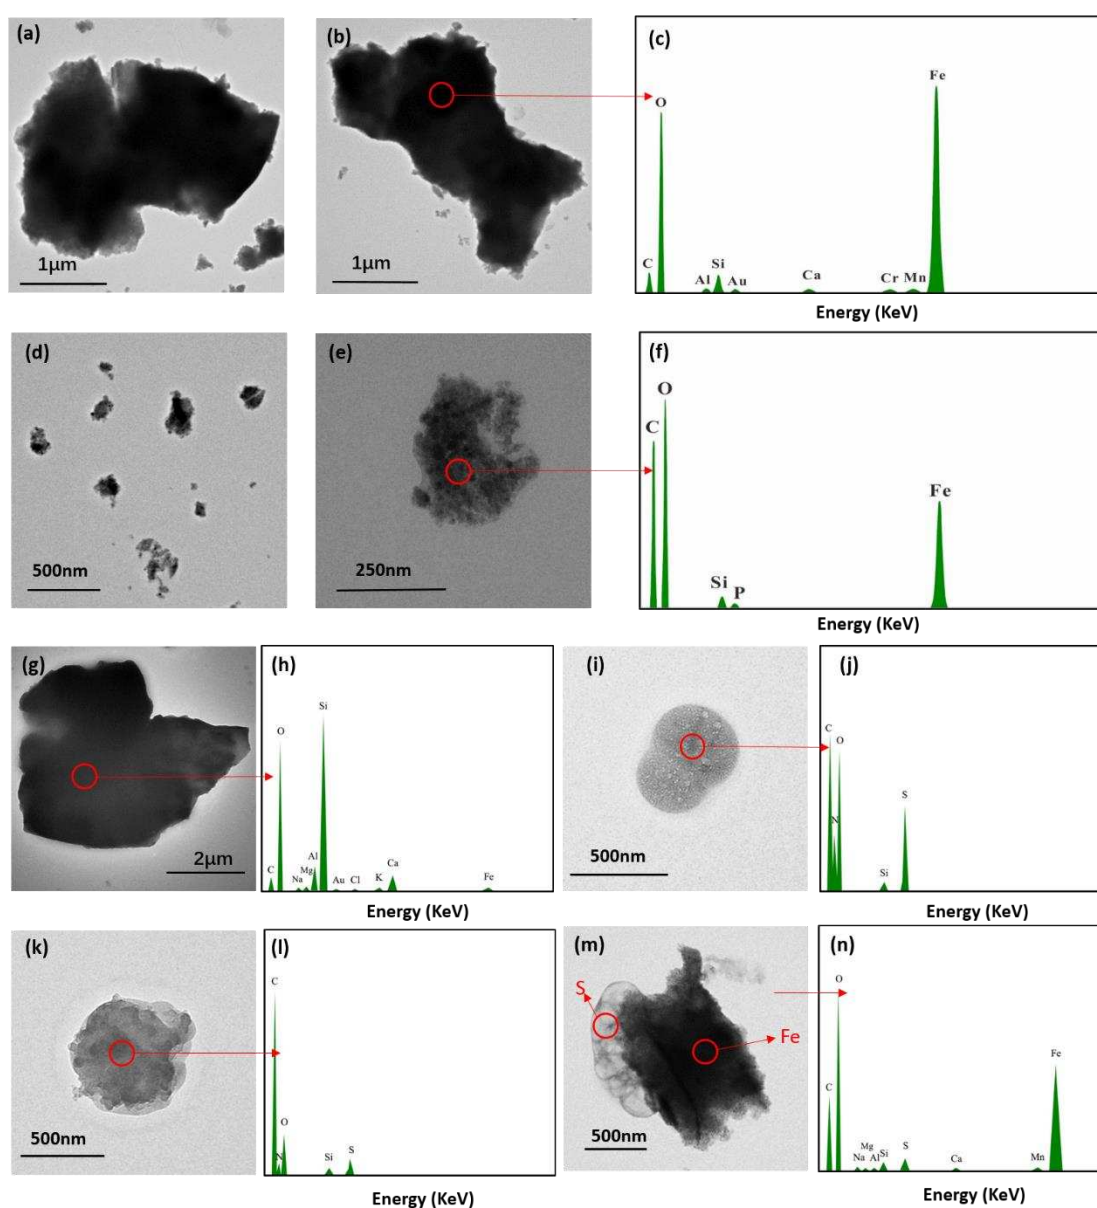 (a)
1μm
(b)
1μm
(c)
C
O
Al
Si
Au
Ca
Cr
Mn
Fe
Energy (KeV)
(d)
500nm
(e)
250nm
(f)
C
O
Si
P
Fe
Energy (KeV)
(g)
2μm
(h)
C
O
Na
Mg
Al
Si
Au
Cl
K
Ca
Fe
Energy (KeV)
(i)
500nm
(j)
C
N
O
Si
S
Energy (KeV)
(k)
500nm
(l)
C
N
O
Si
S
Energy (KeV)
(m)
S
Fe
500nm
(n)
C
O
Na
Mg
Al
Si
S
Ca
Mn
Fe
Energy (KeV)